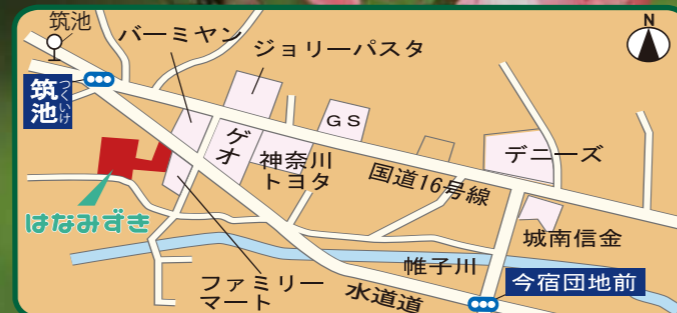 筑池
バーミヤン
ジョリーパスタ
N
つくいけ
筑池
GS
ゲオ
神奈川
トヨタ
国道16号線
デニーズ
はなみずき
城南信金
帷子川
ファミリー
マート
水道道
今宿団地前